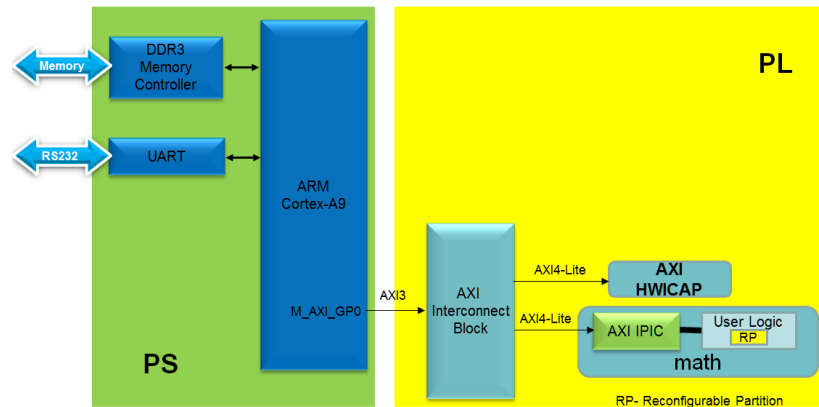 Memory
DDR3
Memory
Controller
RS232
UART
ARM
Cortex-A9
M_AXI_GP0
PS
PL
AXI3
AXI
Interconnect
Block
AXI4-Lite
AXI
HWICAP
AXI4-Lite
AXI IPIC
User Logic
RP
math
RP- Reconfigurable Partition